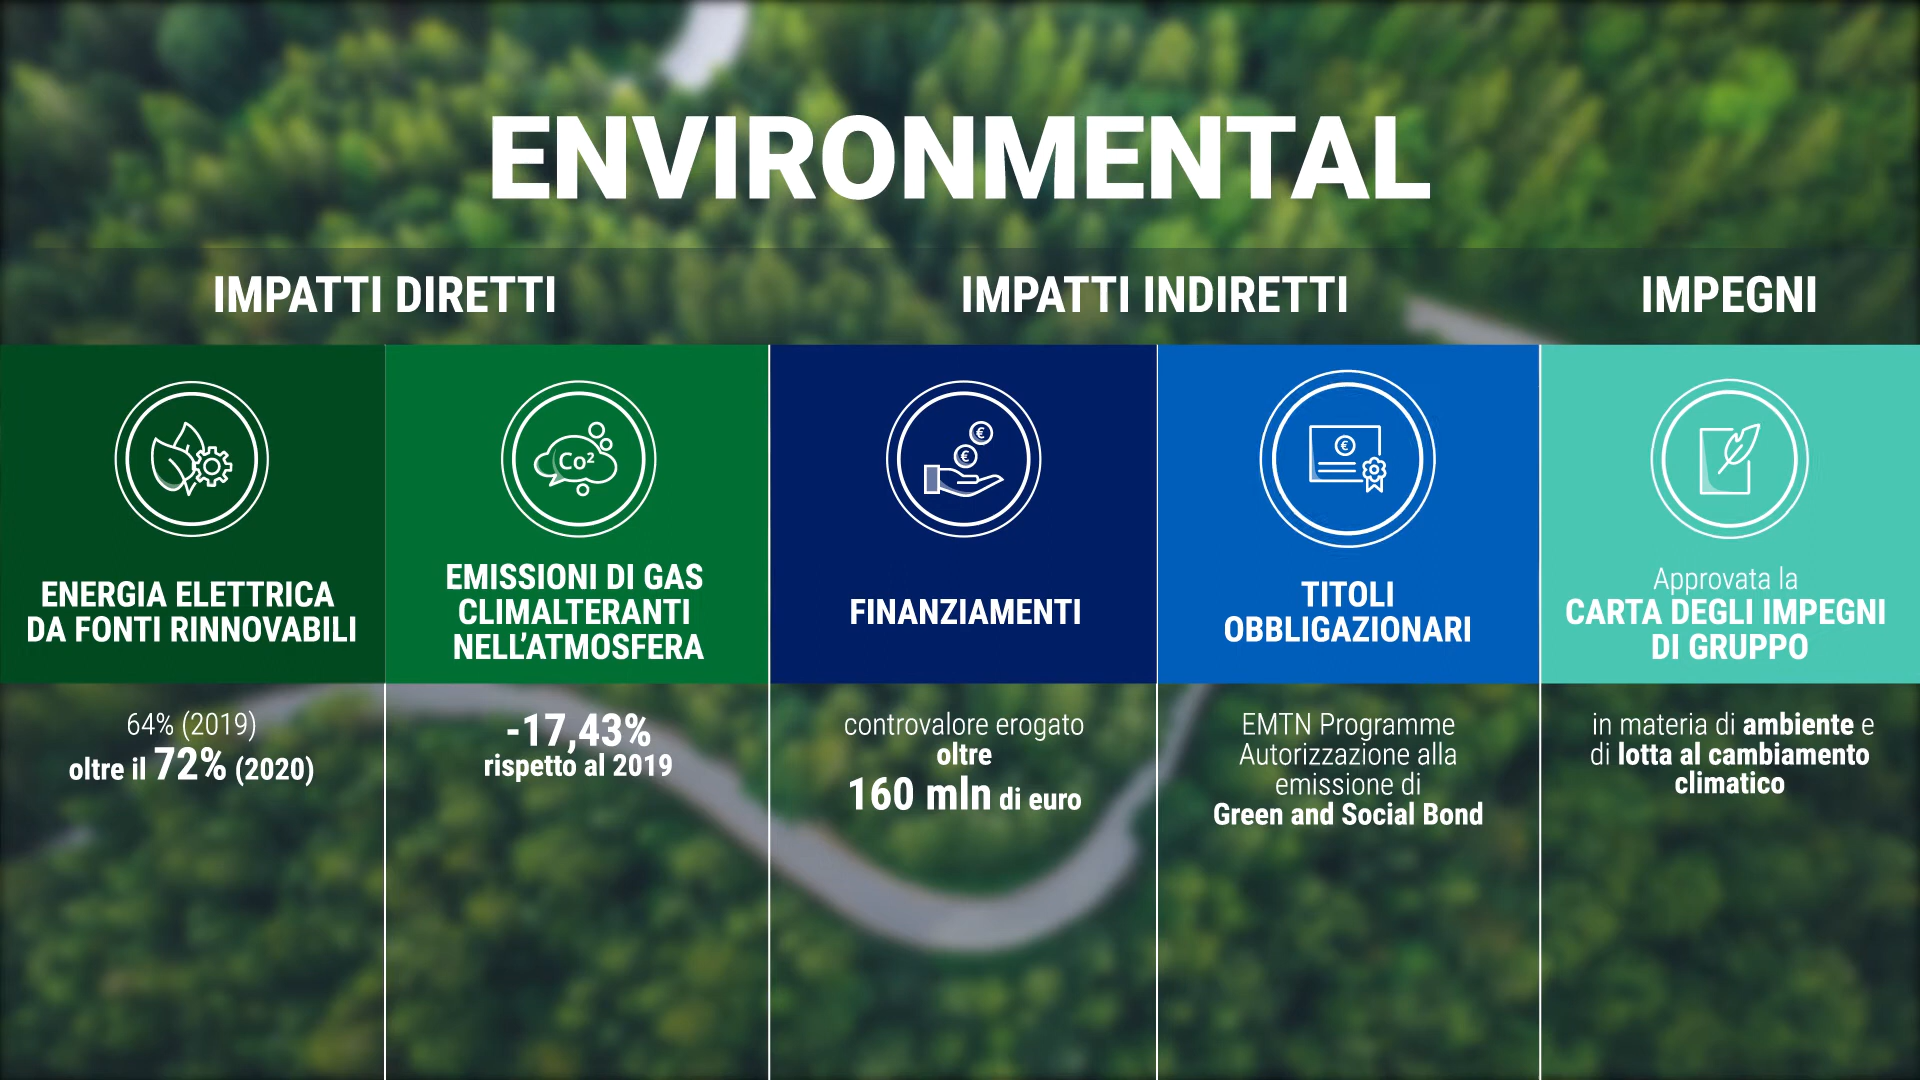 ENVIRONMENTAL
IMPATTI DIRETTI
IMPATTI INDIRETTI
IMPEGNI
Co²
€
€
€
ENERGIA ELETTRICA
DA FONTI RINNOVABILI
64% (2019)
oltre il 72% (2020)
EMISSIONI DI GAS
CLIMALTERANTI
NELL'ATMOSFERA
-17,43%
rispetto al 2019
FINANZIAMENTI
controvalore erogato
oltre
160 mln di euro
TITOLI
OBBLIGAZIONARI
EMTN Programme
Autorizzazione alla
emissione di
Green and Social Bond
Approvata la
CARTA DEGLI IMPEGNI
DI GRUPPO
in materia di ambiente e
di lotta al cambiamento
climatico